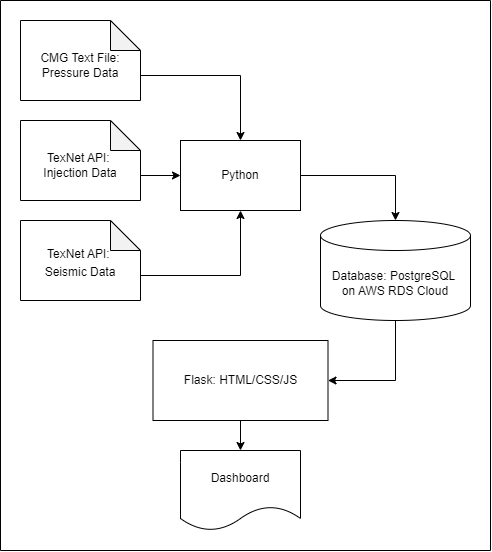 CMG Text File:
Pressure Data
TexNet API:
Injection Data
Python
TexNet API:
Seismic Data
Database: PostgreSQL
on AWS RDS Cloud
Flask: HTML/CSS/JS
Dashboard